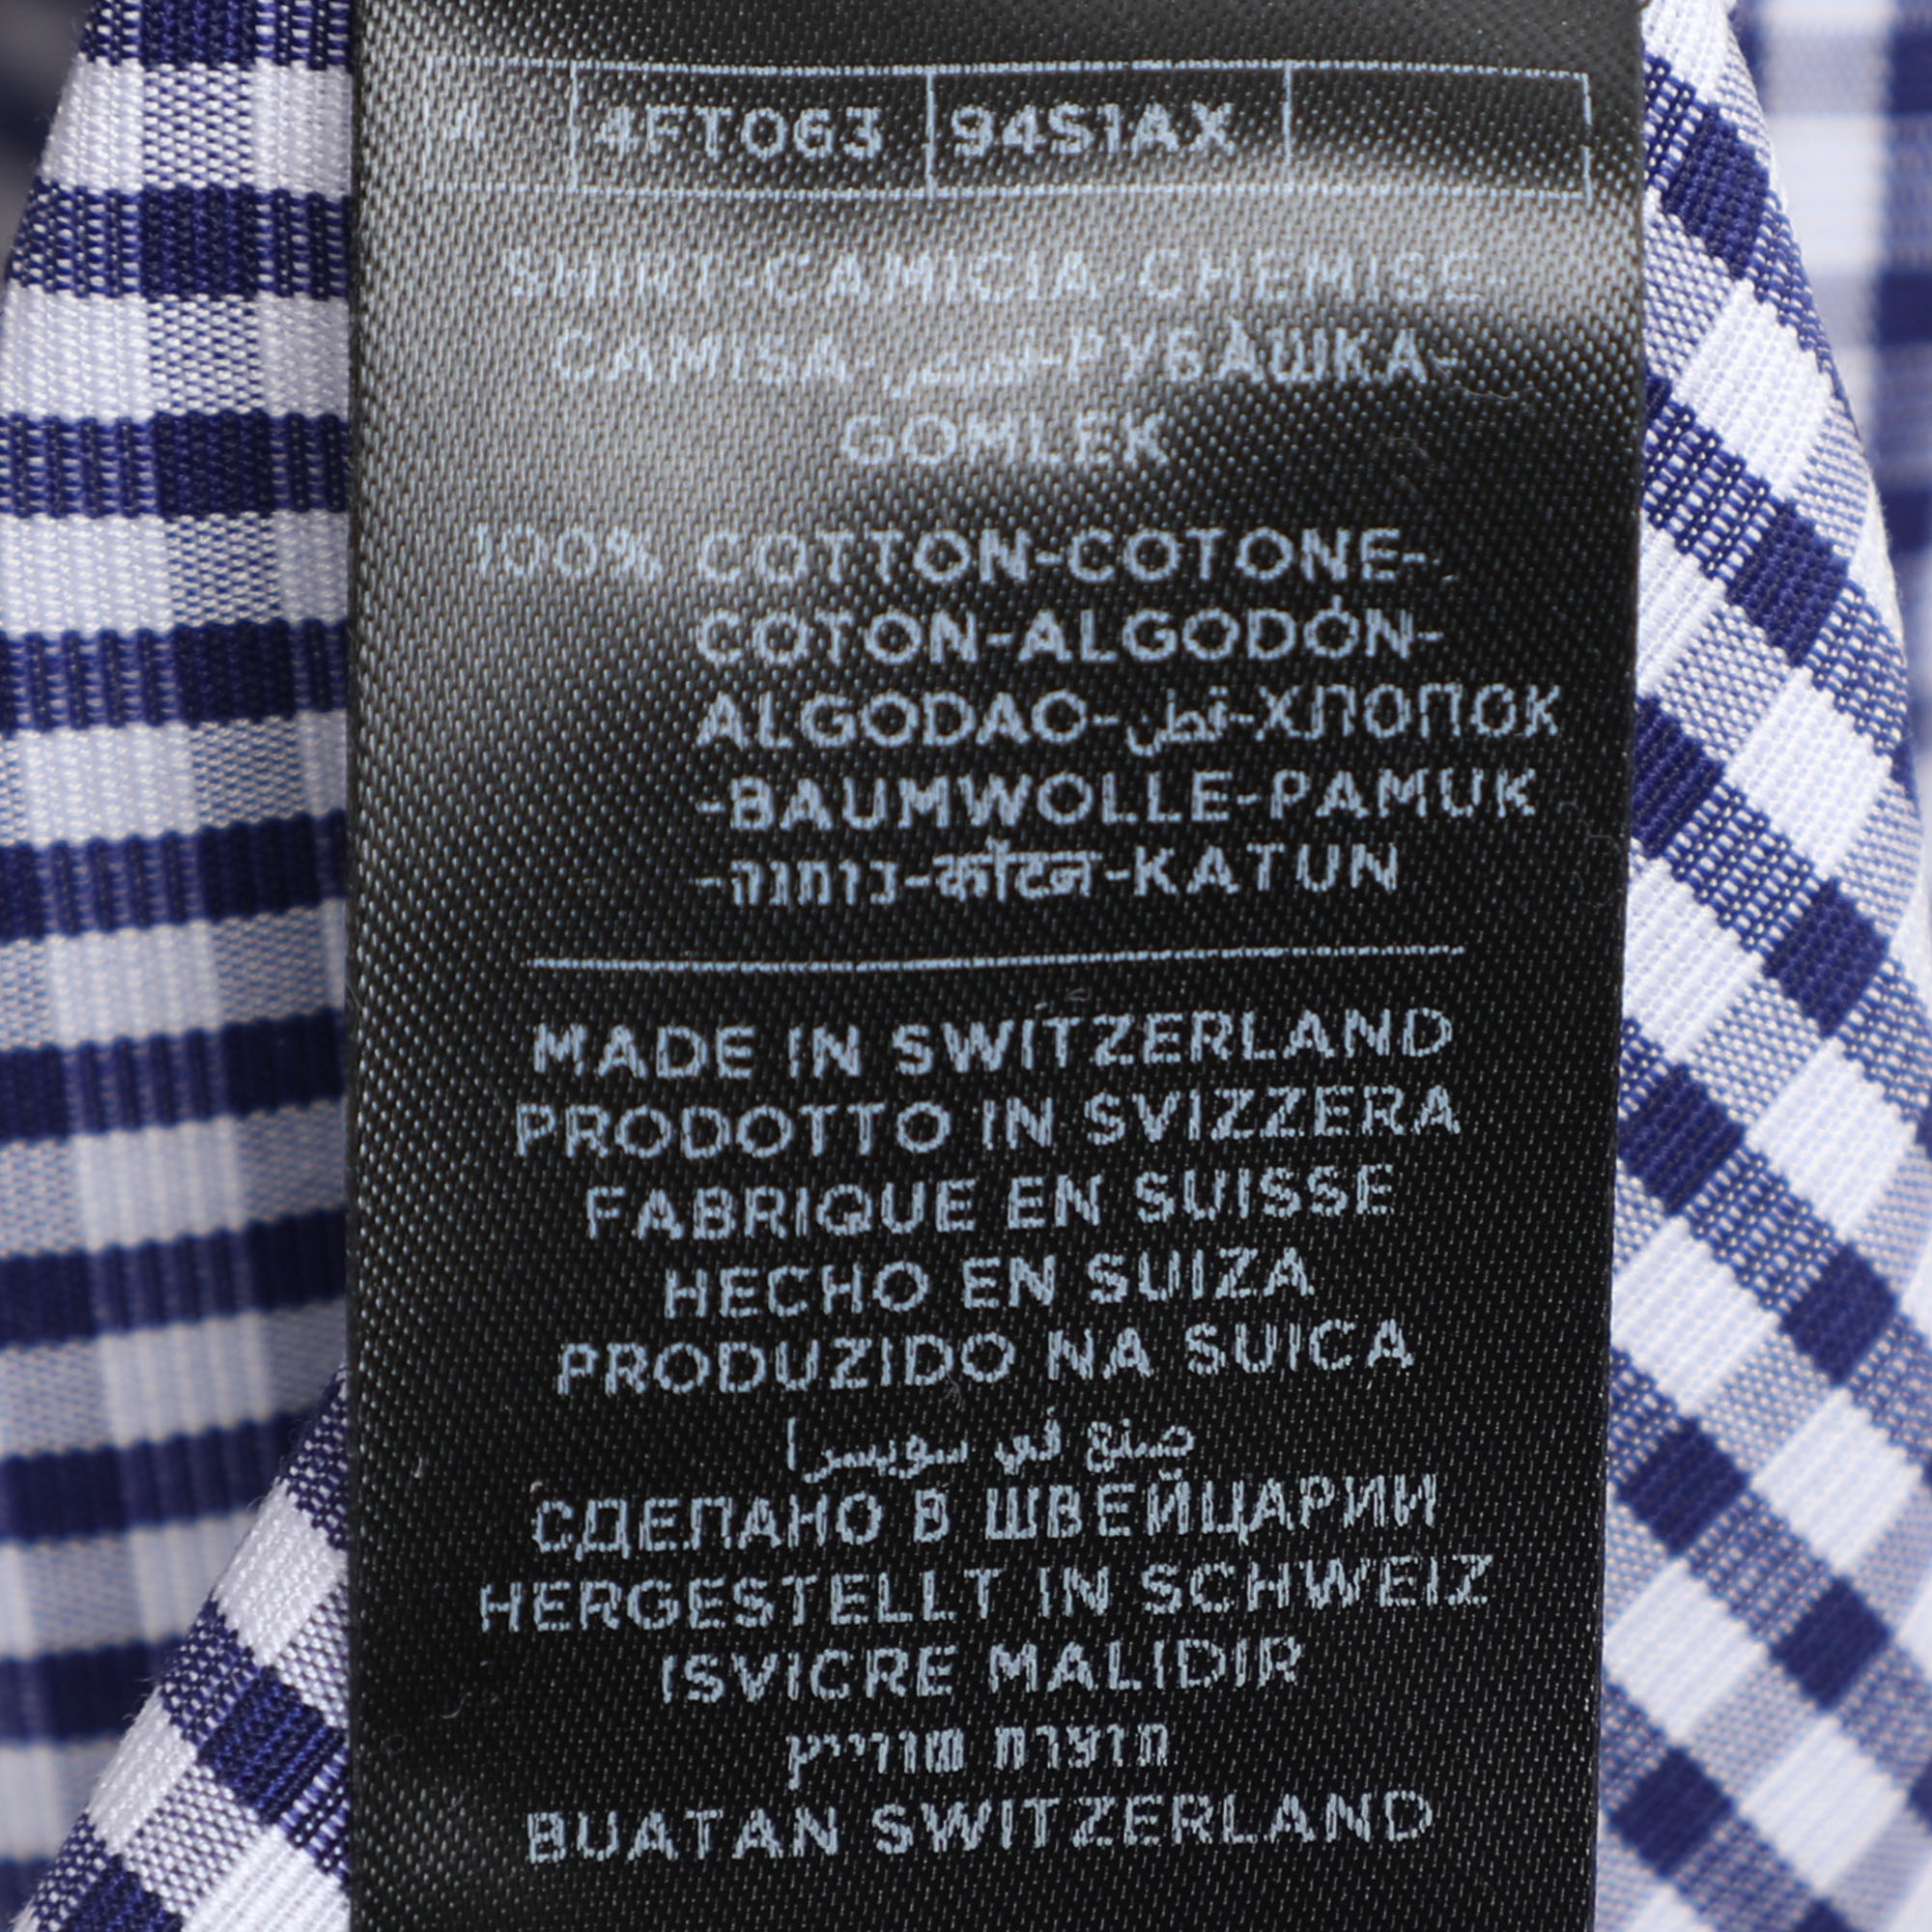 4FT063 94S1AX
SHIRT-CAMICIA-CHEMISE-
CAMISA-قميص-РУБАШКА-
GOMLEK
100% COTTON-COTONE-
COTON-ALGODÓN-
ALGODAO-قطن-ХЛОПОК
-BAUMWOLLE-PAMUK
-כותנה-कॉटन-KATUN
MADE IN SWITZERLAND
PRODOTTO IN SVIZZERA
FABRIQUE EN SUISSE
HECHO EN SUIZA
PRODUZIDO NA SUICA
صنع في سويسرا
СДЕЛАНО В ШВЕЙЦАРИИ
HERGESTELLT IN SCHWEIZ
ISVICRE MALIDIR
תוצרת שווייץ
BUATAN SWITZERLAND